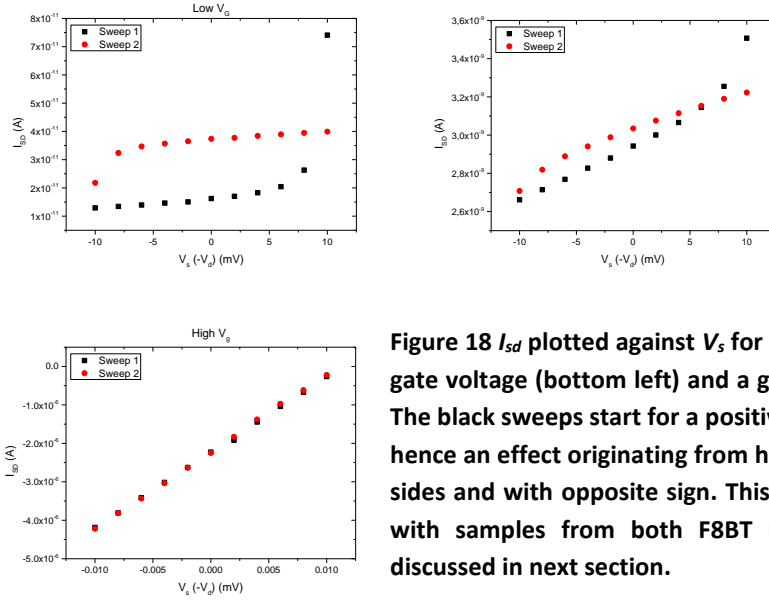 Low V_G
Sweep 1
Sweep 2
8x10⁻¹¹
7x10⁻¹¹
6x10⁻¹¹
5x10⁻¹¹
4x10⁻¹¹
3x10⁻¹¹
2x10⁻¹¹
1x10⁻¹¹
I_SD (A)
-10 -5 0 5 10
V_s (-V_d) (mV)
Sweep 1
Sweep 2
3,6x10⁻⁹
3,4x10⁻⁹
3,2x10⁻⁹
3,0x10⁻⁹
2,8x10⁻⁹
2,6x10⁻⁹
I_SD (A)
-10 -5 0 5 10
V_s (-V_d) (mV)
High V_g
Sweep 1
Sweep 2
0.0
-1.0x10⁻⁶
-2.0x10⁻⁶
-3.0x10⁻⁶
-4.0x10⁻⁶
-5.0x10⁻⁶
I_SD (A)
-0.010 -0.005 0.000 0.005 0.010
V_s (-V_d) (mV)
Figure 18 I_sd plotted against V_s for
gate voltage (bottom left) and a g
The black sweeps start for a positiv
hence an effect originating from h
sides and with opposite sign. This
with samples from both F8BT
discussed in next section.